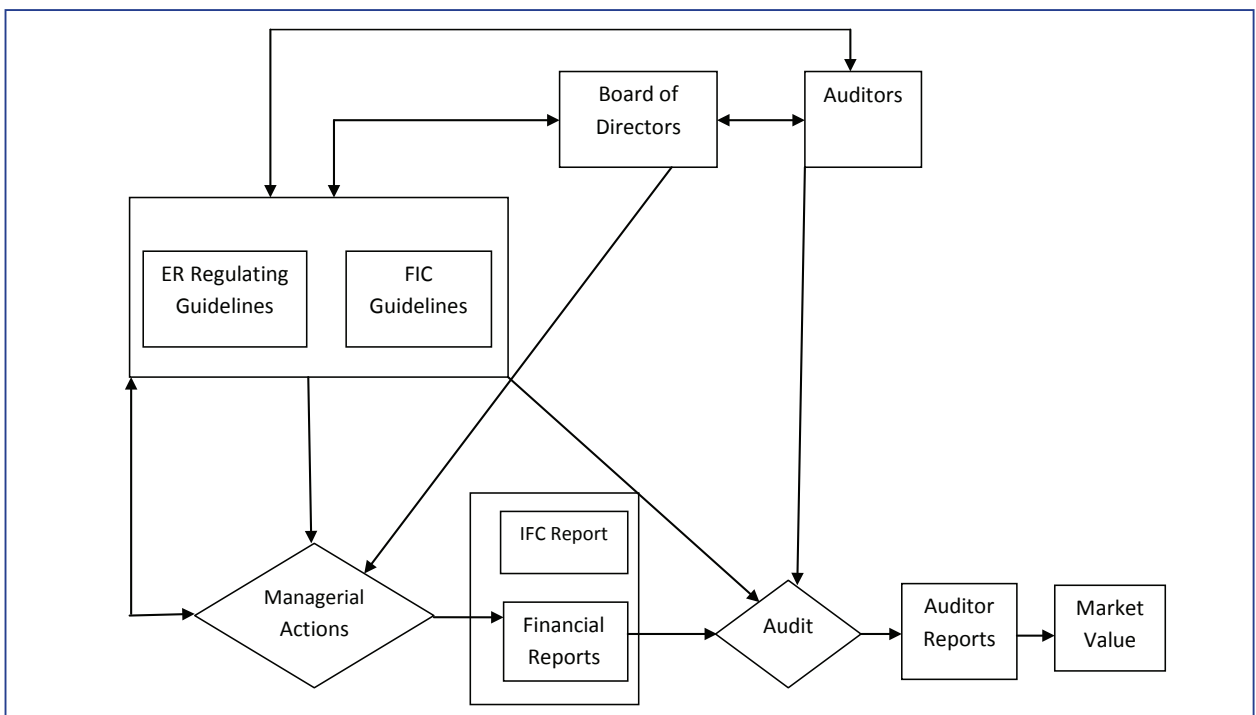 Board of
Directors
Auditors
ER Regulating
Guidelines
FIC
Guidelines
IFC Report
Managerial
Actions
Financial
Reports
Audit
Auditor
Reports
Market
Value